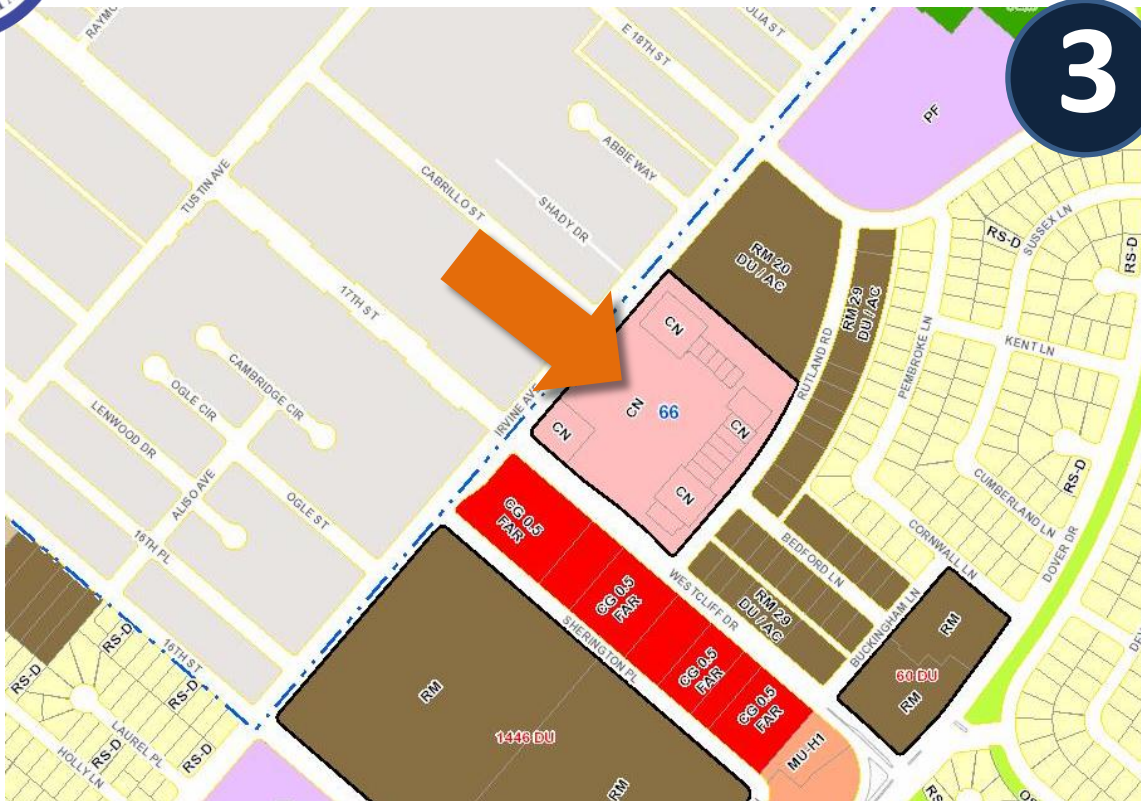 3
OLIA ST
E 18TH ST
PF
TUSTIN AVE
CABRILLO ST
ABBIE WAY
SHADY DR
RM 20
DU / AC
RM 29
DU / AC
RS-D
SUSSEX LN
RS-D
KENT LN
PEMBROKE LN
RUTLAND RD
17TH ST
CN
CN
66
CN
CN
CN
IRVINE AVE
OGLE CIR
CAMBRIDGE CIR
LENWOOD DR
ALISO AVE
OGLE ST
16TH PL
16TH ST
CUMBERLAND LN
RS-D
CORNWALL LN
DOVER DR
BEDFORD LN
BUCKINGHAM LN
WESTCLIFF DR
RM 29
DU / AC
CG 0.5
FAR
CG 0.5
FAR
CG 0.5
FAR
CG 0.5
FAR
SHERINGTON PL
RM
60 DU
RM
RM
1446 DU
RM
MU-H1
RS-D
RS-D
RS-D
RS-D
LAUREL PL
HOLLY LN